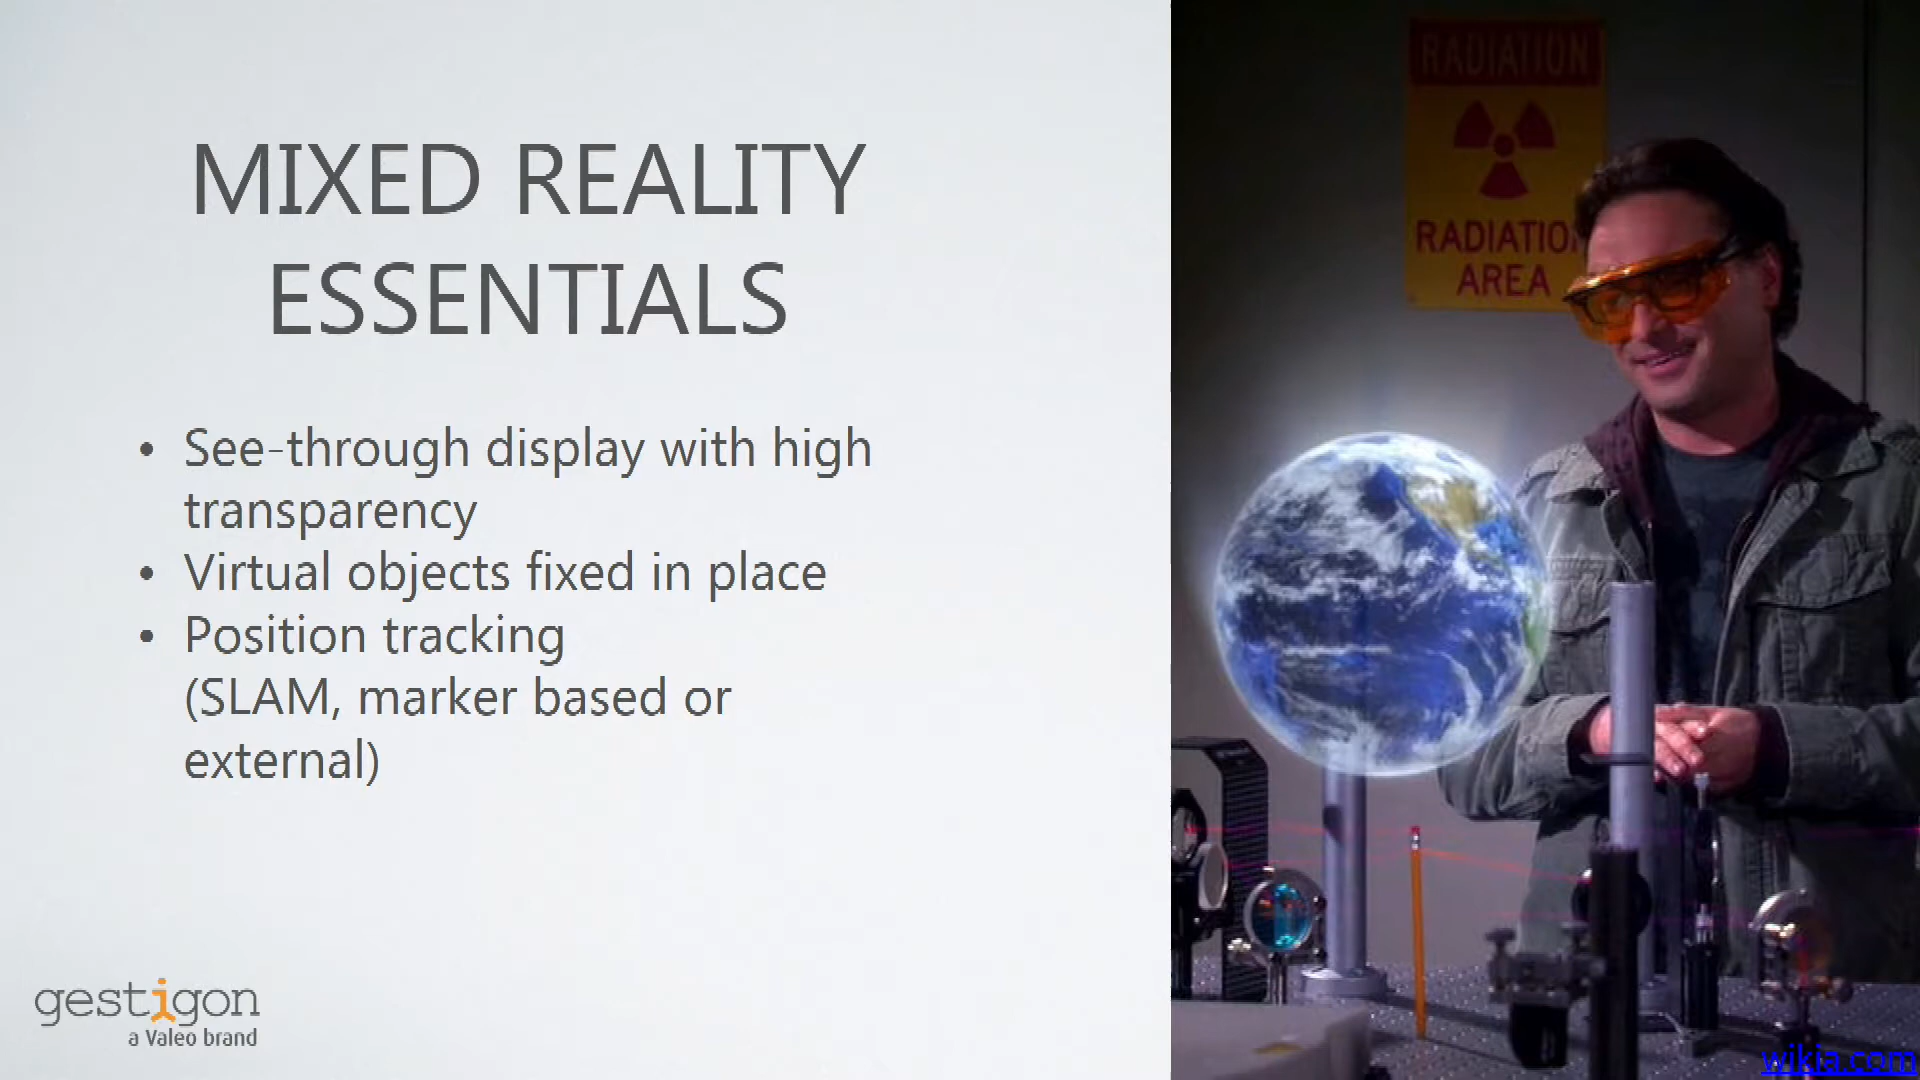 MIXED REALITY
ESSENTIALS
• See-through display with high
transparency
• Virtual objects fixed in place
• Position tracking
(SLAM, marker based or
external)
gestigon
a Valeo brand
RADIATION
RADIATION
AREA
wikia.com